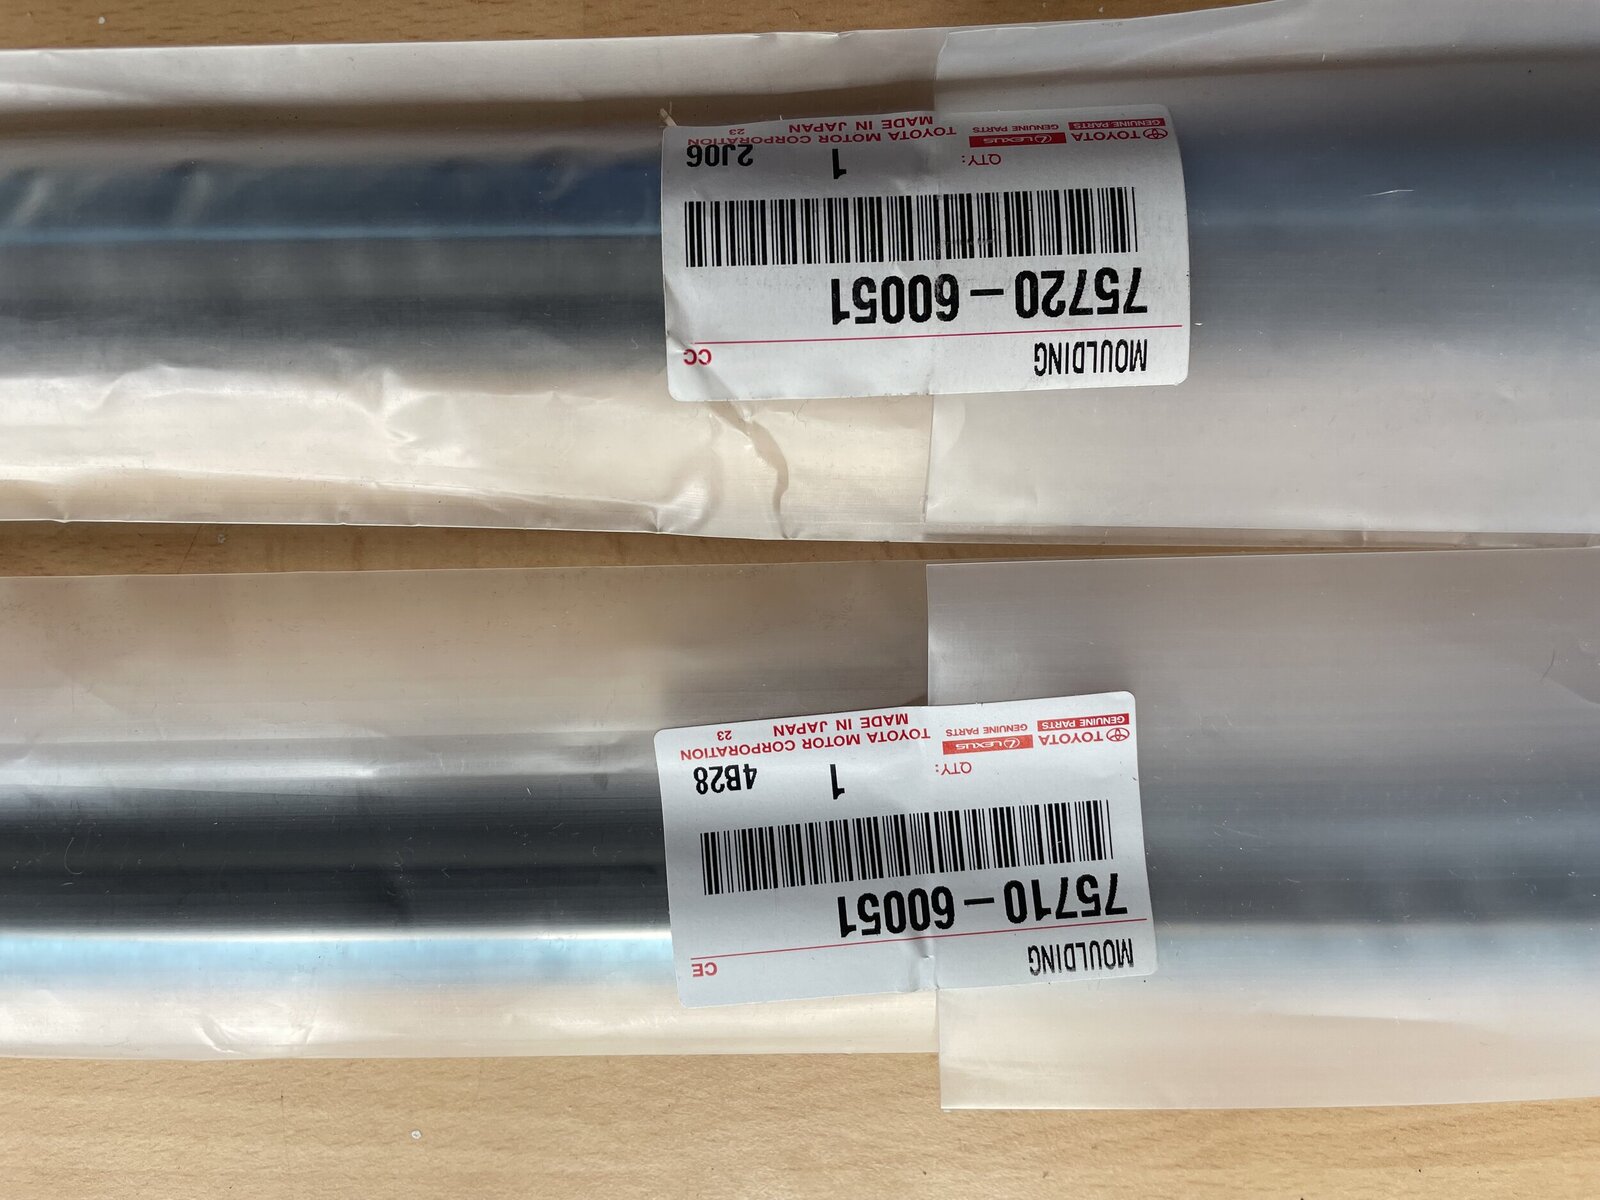 MOULDING
CE
75710-60051
QTY:
1
4B28
TOYOTA
GENUINE PARTS
LEXUS
GENUINE PARTS
TOYOTA MOTOR CORPORATION
MADE IN JAPAN
23
MOULDING
CC
75720-60051
QTY:
1
2J06
TOYOTA
GENUINE PARTS
LEXUS
GENUINE PARTS
TOYOTA MOTOR CORPORATION
MADE IN JAPAN
23